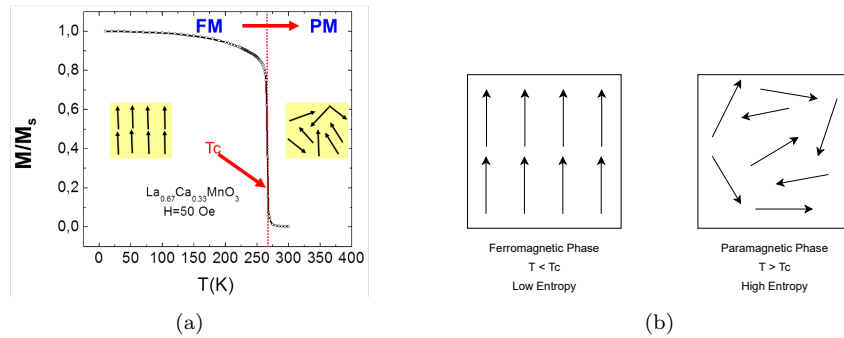 FM PM
1,0
0,8
0,6
0,4
0,2
0,0
M/Ms
Tc
La0.67Ca0.33MnO3
H=50 Oe
0 50 100 150 200 250 300 350 400
T(K)
(a)
Ferromagnetic Phase
T < Tc
Low Entropy
Paramagnetic Phase
T > Tc
High Entropy
(b)